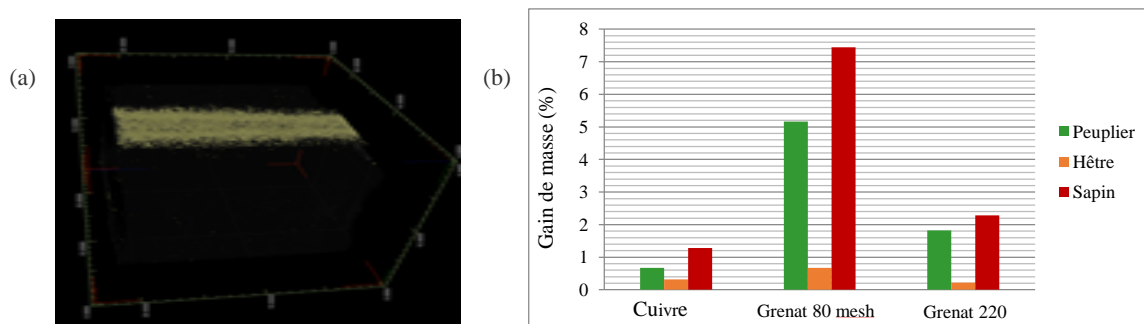 (a)
(b)
Gain de masse (%)
8
7
6
5
4
3
2
1
0
Cuivre
Grenat 80 mesh
Grenat 220
Peuplier
Hêtre
Sapin